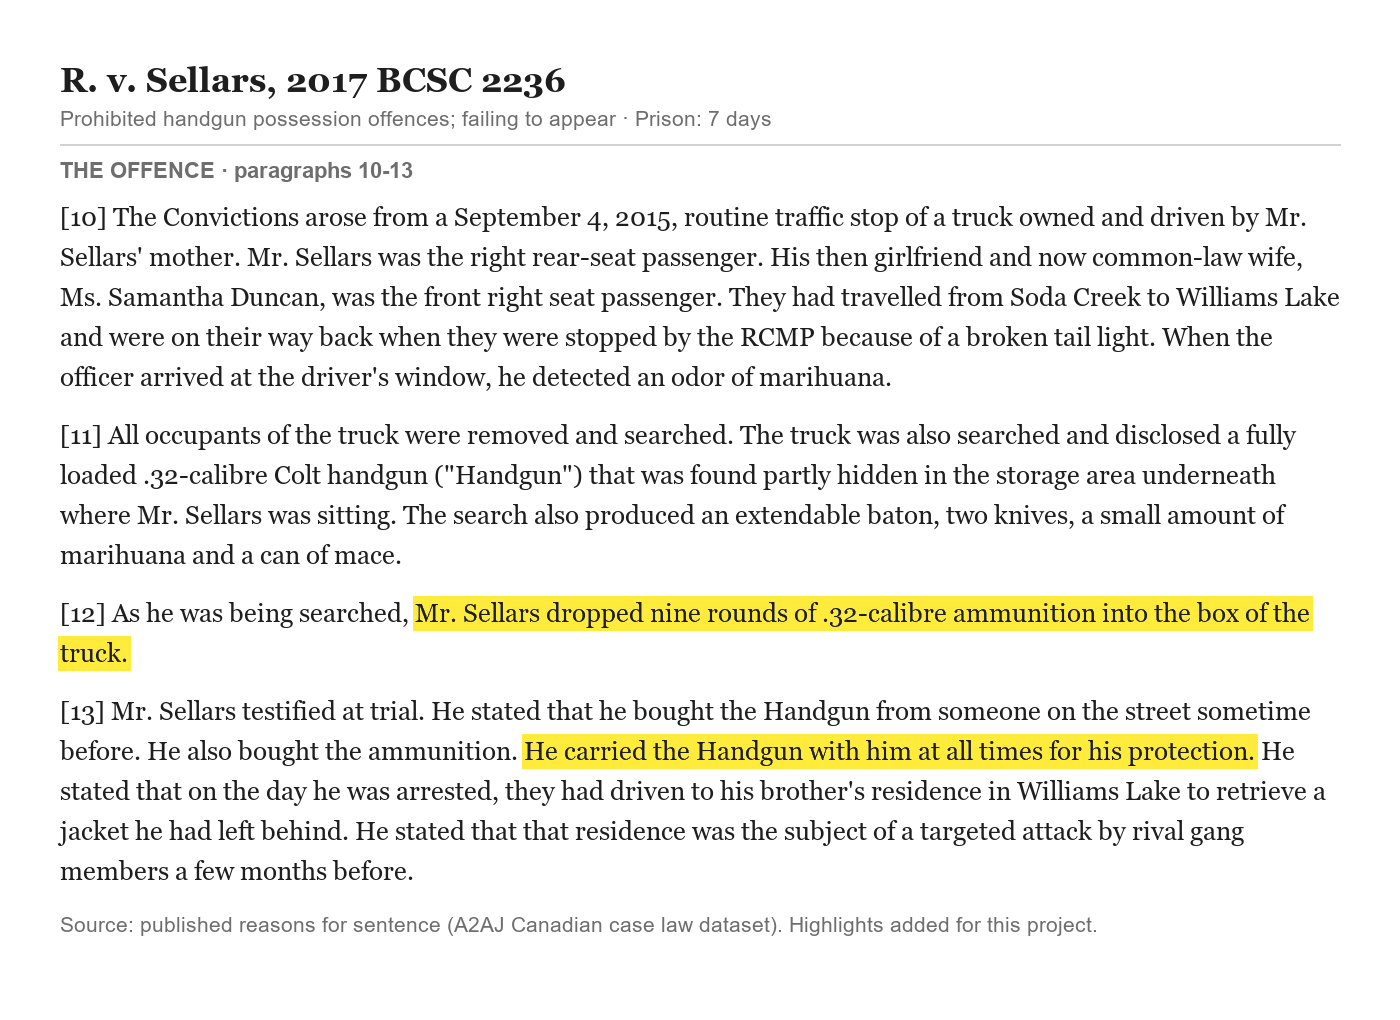 R. v. Sellars, 2017 BCSC 2236
Prohibited handgun possession offences; failing to appear · Prison: 7 days
THE OFFENCE · paragraphs 10-13
[10] The Convictions arose from a September 4, 2015, routine traffic stop of a truck owned and driven by Mr.
Sellars' mother. Mr. Sellars was the right rear-seat passenger. His then girlfriend and now common-law wife,
Ms. Samantha Duncan, was the front right seat passenger. They had travelled from Soda Creek to Williams Lake
and were on their way back when they were stopped by the RCMP because of a broken tail light. When the
officer arrived at the driver's window, he detected an odor of marihuana.
[11] All occupants of the truck were removed and searched. The truck was also searched and disclosed a fully
loaded .32-calibre Colt handgun ("Handgun") that was found partly hidden in the storage area underneath
where Mr. Sellars was sitting. The search also produced an extendable baton, two knives, a small amount of
marihuana and a can of mace.
[12] As he was being searched, Mr. Sellars dropped nine rounds of .32-calibre ammunition into the box of the
truck.
[13] Mr. Sellars testified at trial. He stated that he bought the Handgun from someone on the street sometime
before. He also bought the ammunition. He carried the Handgun with him at all times for his protection. He
stated that on the day he was arrested, they had driven to his brother's residence in Williams Lake to retrieve a
jacket he had left behind. He stated that that residence was the subject of a targeted attack by rival gang
members a few months before.
Source: published reasons for sentence (A2AJ Canadian case law dataset). Highlights added for this project.